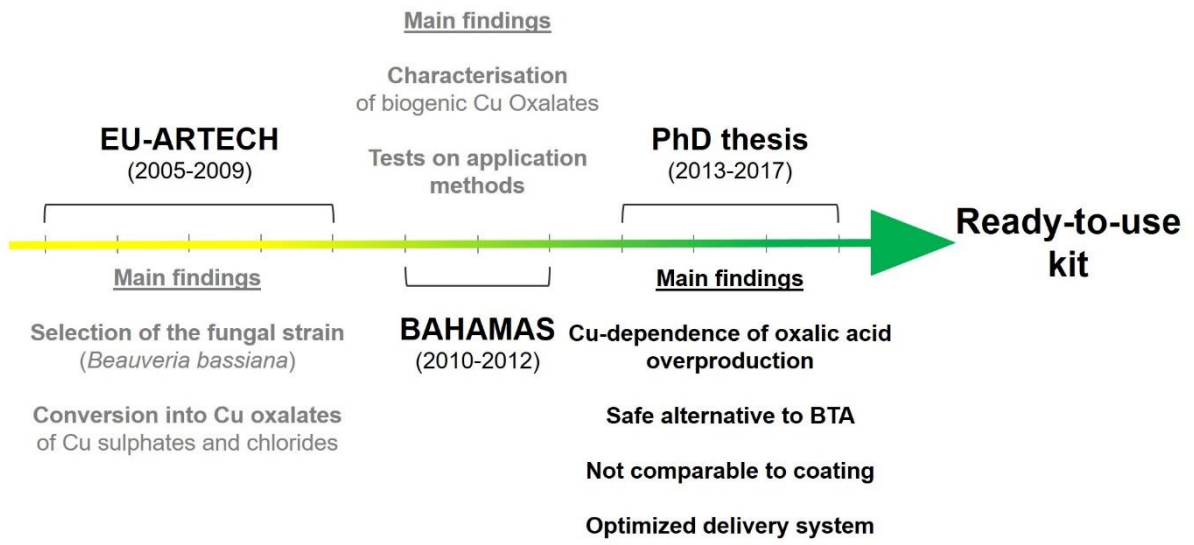 Main findings
Characterisation
of biogenic Cu Oxalates
Tests on application
methods
EU-ARTECH
(2005-2009)
PhD thesis
(2013-2017)
Ready-to-use
kit
Main findings
Selection of the fungal strain
(Beauveria bassiana)
Conversion into Cu oxalates
of Cu sulphates and chlorides
BAHAMAS
(2010-2012)
Main findings
Cu-dependence of oxalic acid
overproduction
Safe alternative to BTA
Not comparable to coating
Optimized delivery system